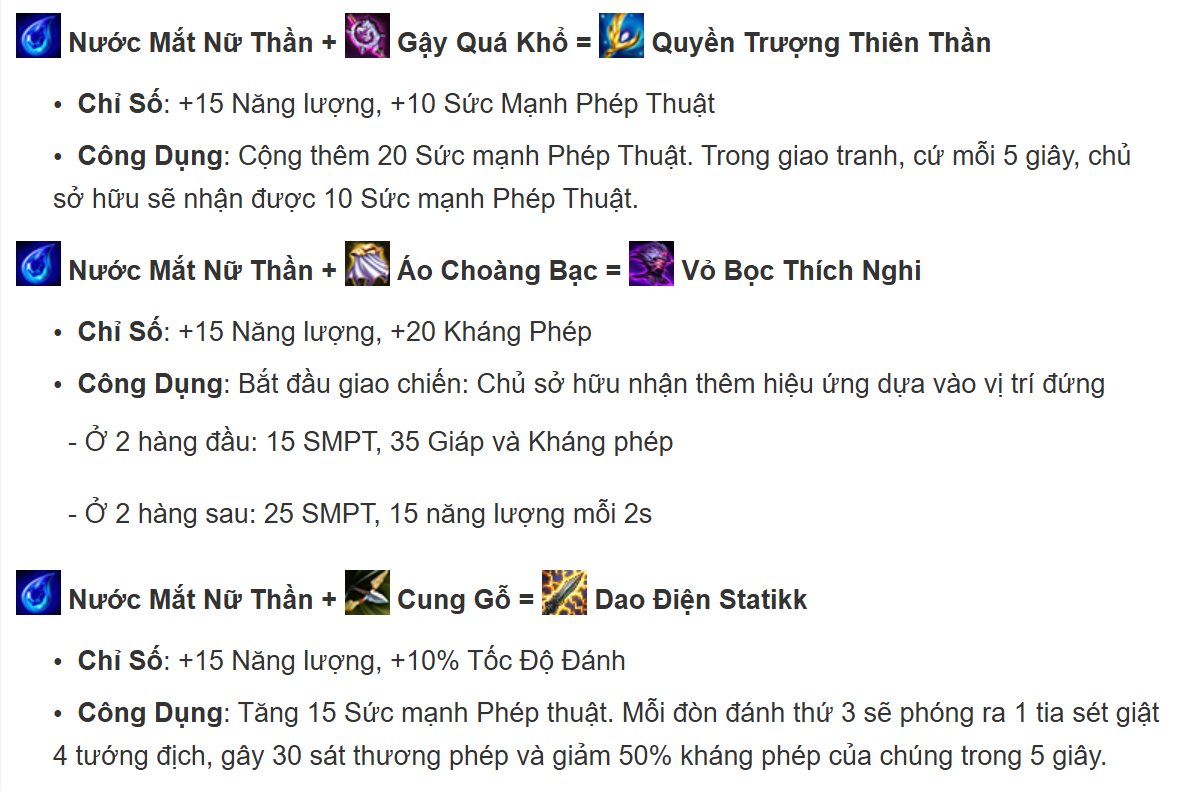 Nước Mắt Nữ Thần + Gậy Quá Khổ = Quyền Trượng Thiên Thần
• Chỉ Số: +15 Năng lượng, +10 Sức Mạnh Phép Thuật
• Công Dụng: Cộng thêm 20 Sức mạnh Phép Thuật. Trong giao tranh, cứ mỗi 5 giây, chủ
sở hữu sẽ nhận được 10 Sức mạnh Phép Thuật.
Nước Mắt Nữ Thần + Áo Choàng Bạc = Vỏ Bọc Thích Nghi
• Chỉ Số: +15 Năng lượng, +20 Kháng Phép
• Công Dụng: Bắt đầu giao chiến: Chủ sở hữu nhận thêm hiệu ứng dựa vào vị trí đứng
- Ở 2 hàng đầu: 15 SMPT, 35 Giáp và Kháng phép
- Ở 2 hàng sau: 25 SMPT, 15 năng lượng mỗi 2s
Nước Mắt Nữ Thần + Cung Gỗ = Dao Điện Statikk
• Chỉ Số: +15 Năng lượng, +10% Tốc Độ Đánh
• Công Dụng: Tăng 15 Sức mạnh Phép thuật. Mỗi đòn đánh thứ 3 sẽ phóng ra 1 tia sét giật
4 tướng địch, gây 30 sát thương phép và giảm 50% kháng phép của chúng trong 5 giây.